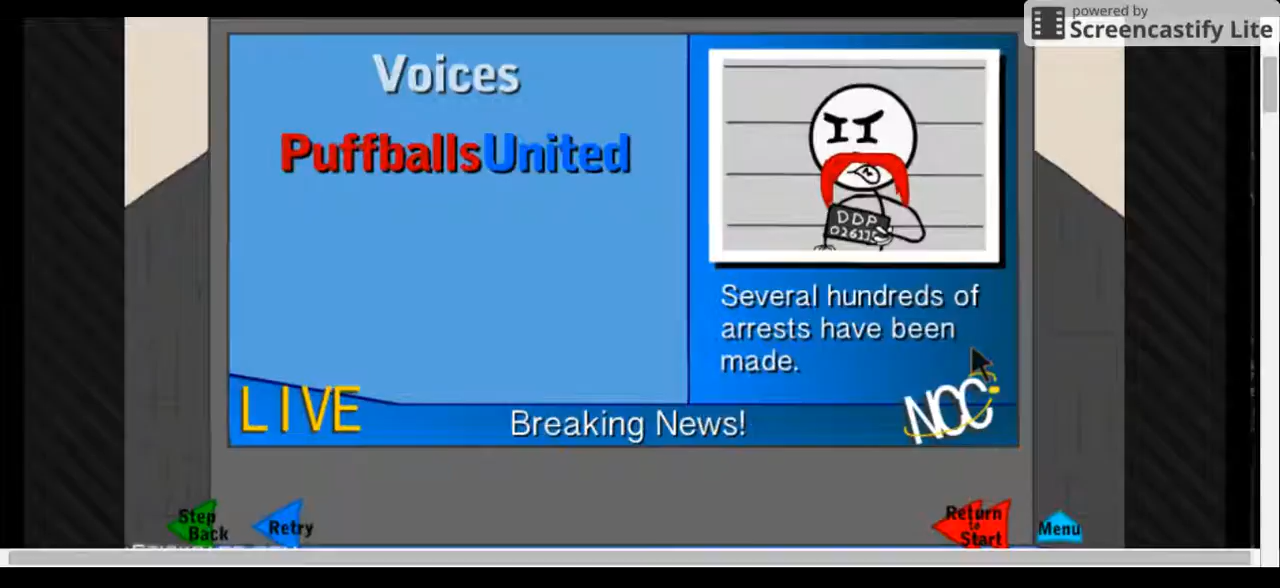 powered by
Screencastify Lite
Voices
PuffballsUnited
DDP
Several hundreds of
arrests have been
made.
LIVE
Breaking News!
NCC
Step
Back
Retry
Return
to
Start
Menu